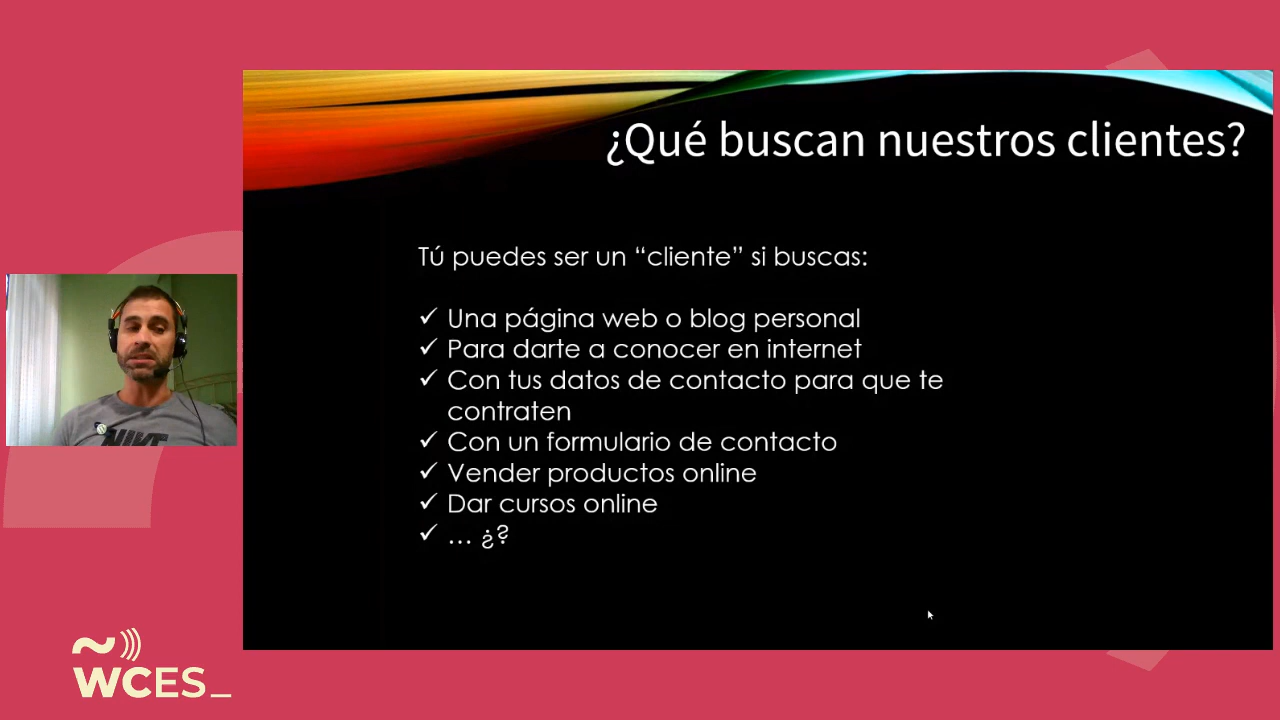 ¿Qué buscan nuestros clientes?
Tú puedes ser un “cliente” si buscas:
✓ Una página web o blog personal
✓ Para darte a conocer en internet
✓ Con tus datos de contacto para que te
contraten
✓ Con un formulario de contacto
✓ Vender productos online
✓ Dar cursos online
✓ ... ¿?
NIKE
WCES_